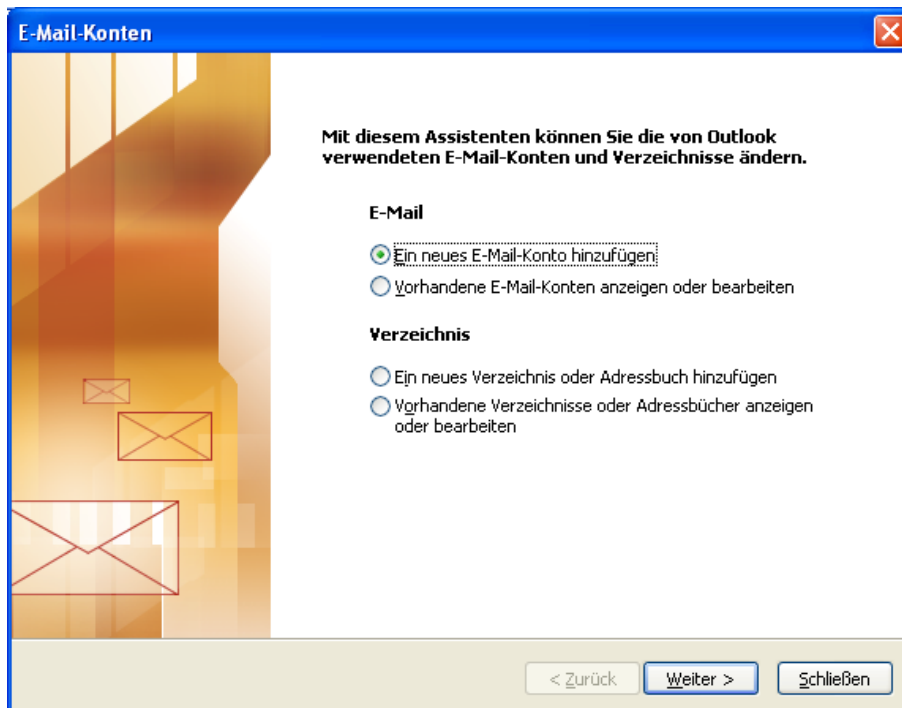 E-Mail-Konten
Mit diesem Assistenten können Sie die von Outlook
verwendeten E-Mail-Konten und Verzeichnisse ändern.
E-Mail
Ein neues E-Mail-Konto hinzufügen
Vorhandene E-Mail-Konten anzeigen oder bearbeiten
Verzeichnis
Ein neues Verzeichnis oder Adressbuch hinzufügen
Vorhandene Verzeichnisse oder Adressbücher anzeigen
oder bearbeiten
< Zurück
Weiter >
Schließen